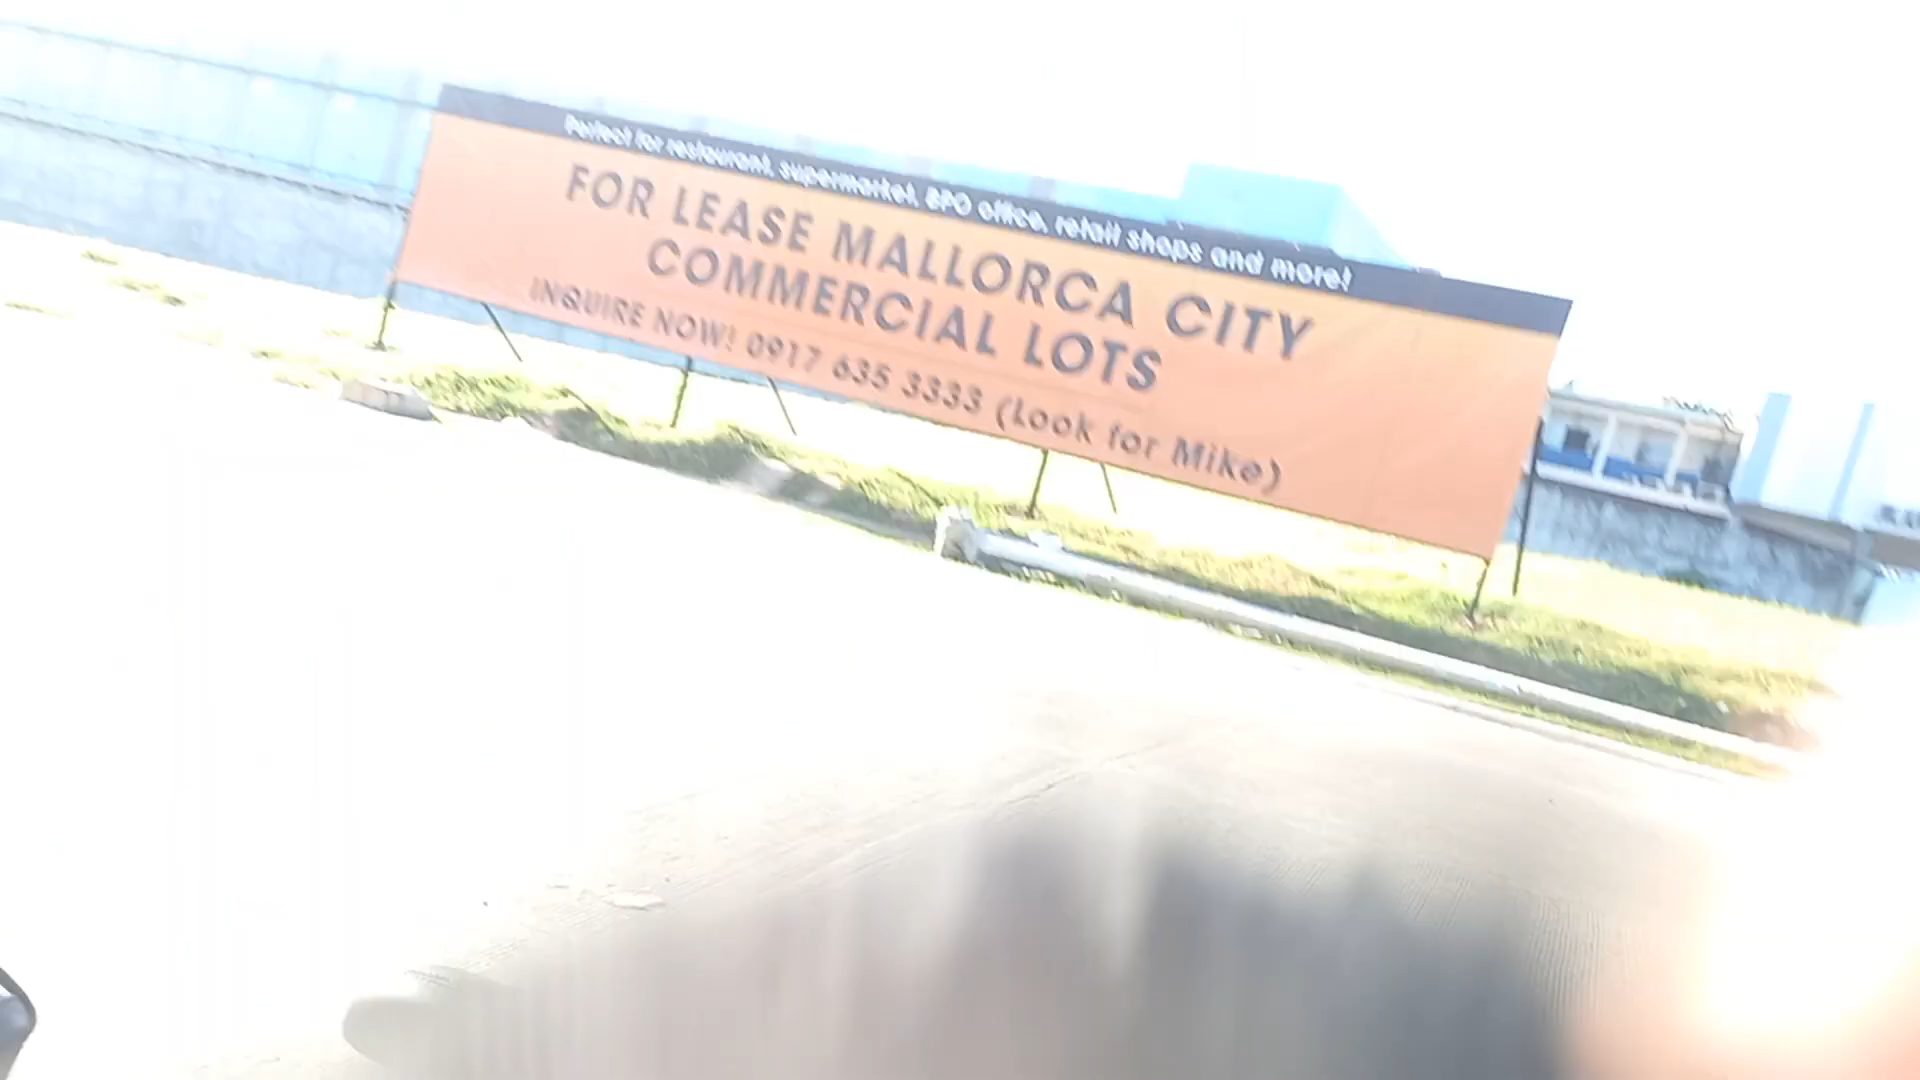 Perfect for restaurant, supermarket, BPO office, retail shops and more!
FOR LEASE MALLORCA CITY
COMMERCIAL LOTS
INQUIRE NOW! 0917 635 3333 (Look for Mike)